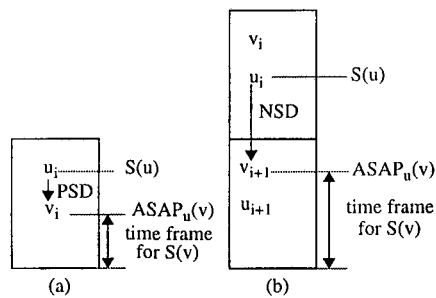 u_i S(u)
PSD
v_i ASAP_u(v)
time frame
for S(v)
(a)
v_i
u_i S(u)
NSD
v_{i+1} ASAP_u(v)
u_{i+1} time frame
for S(v)
(b)